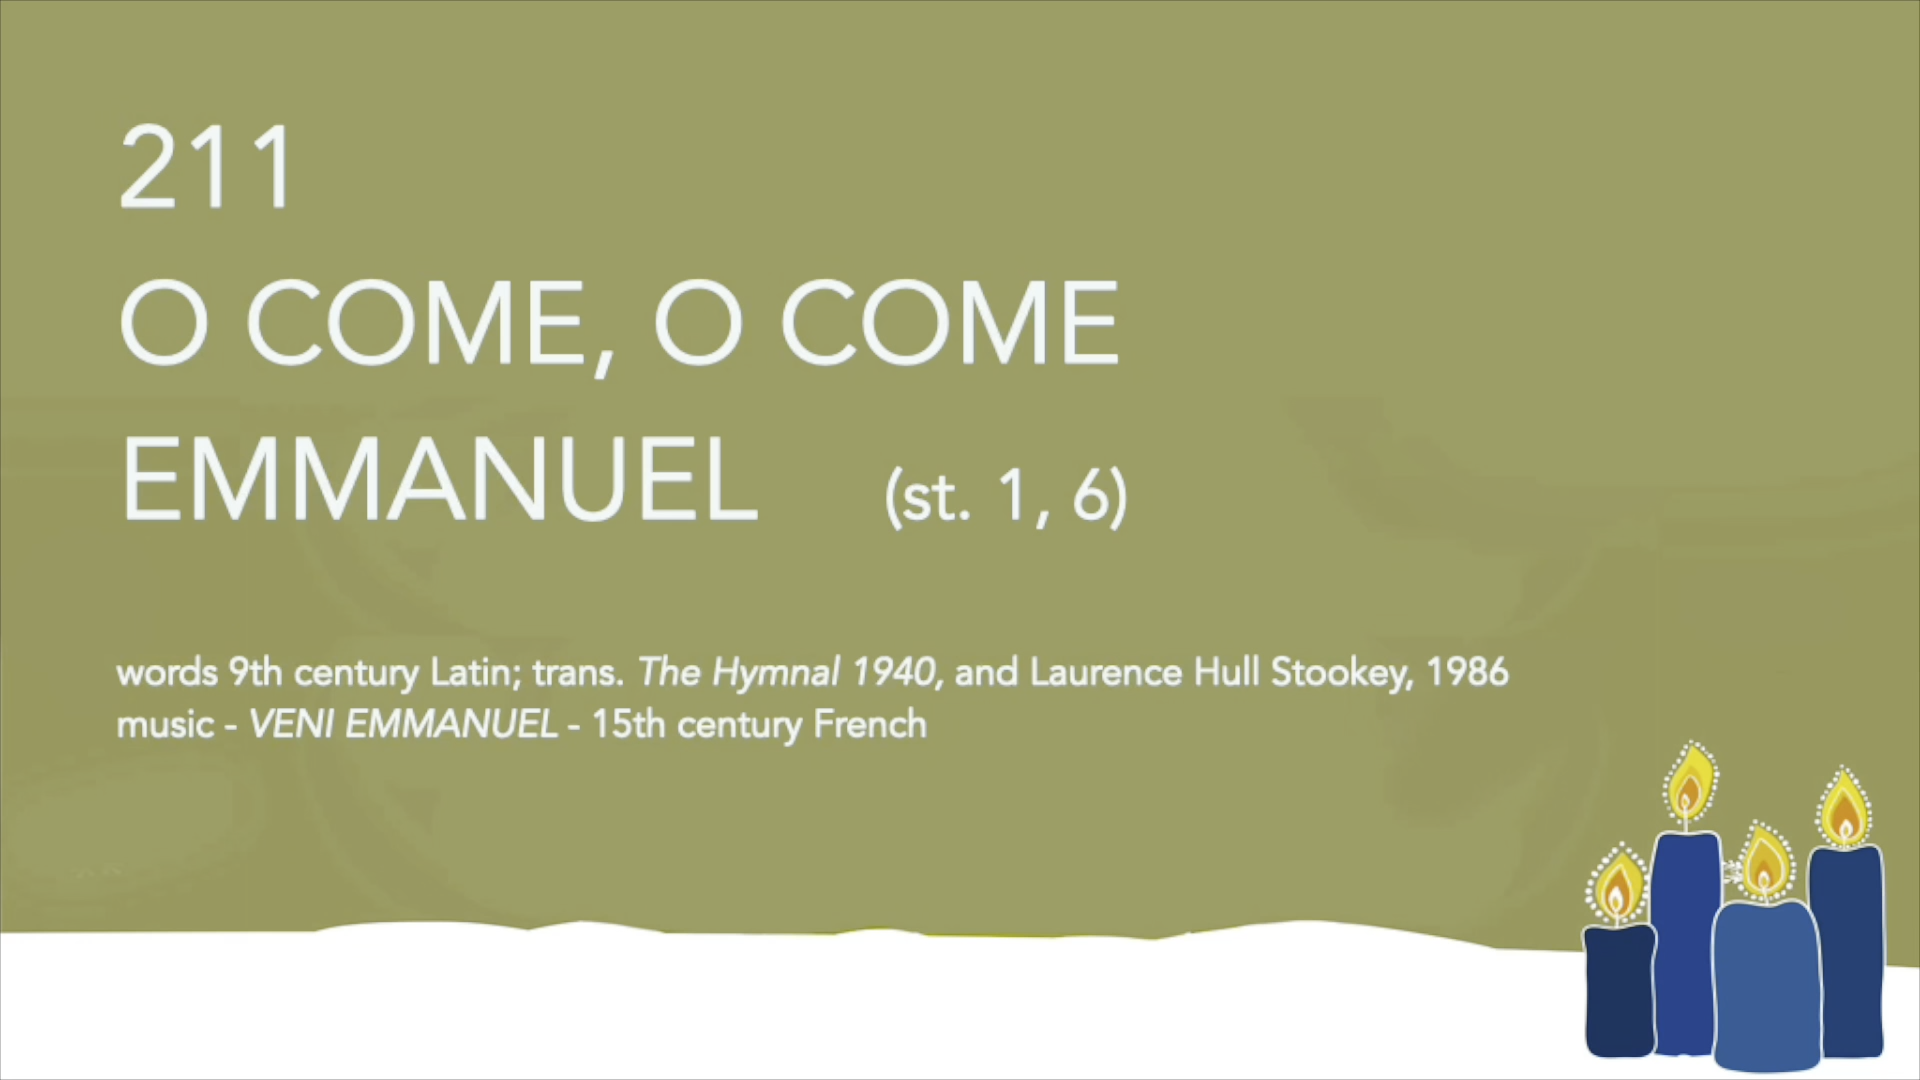 211
O COME, O COME
EMMANUEL (st. 1, 6)
words 9th century Latin; trans. The Hymnal 1940, and Laurence Hull Stookey, 1986
music - VENI EMMANUEL - 15th century French